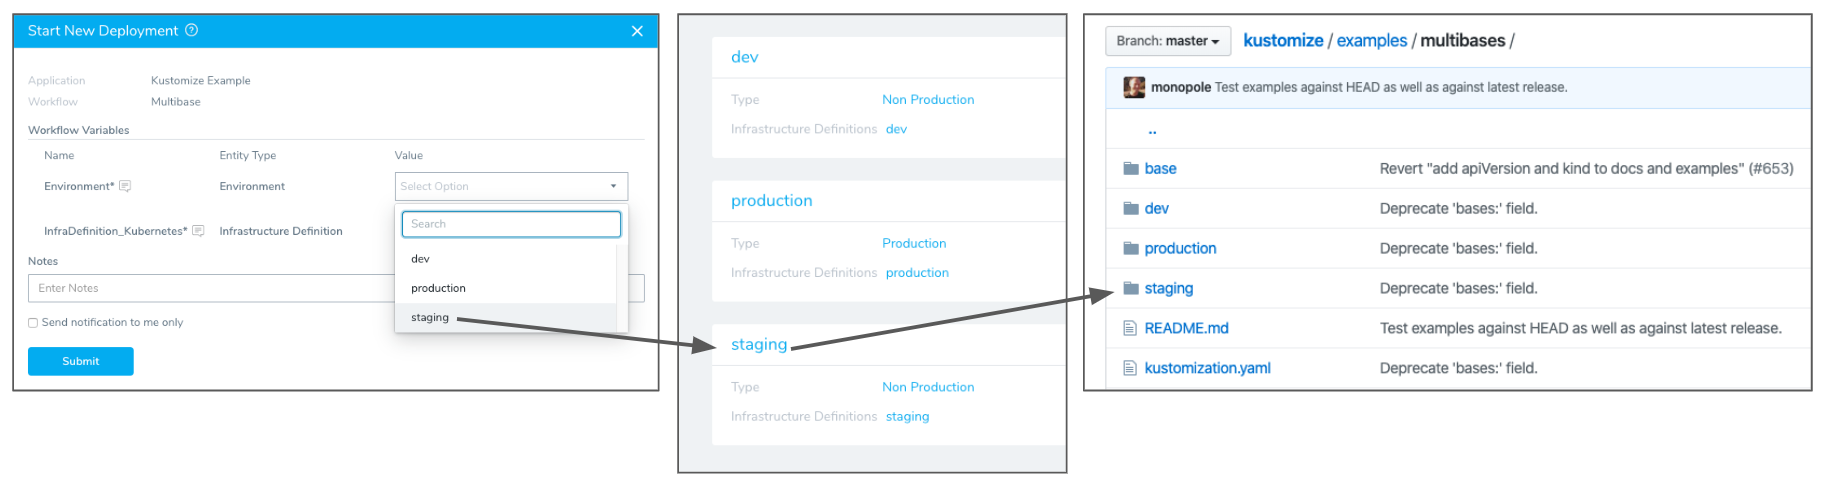 Start New Deployment
Application Kustomize Example
Workflow Multibase
Workflow Variables
Name Entity Type Value
Environment* Environment Select Option
Search
InfraDefinition_Kubernetes* Infrastructure Definition
dev
Notes
Enter Notes
production
staging
Send notification to me only
Submit
dev
Type Non Production
Infrastructure Definitions dev
production
Type Production
Infrastructure Definitions production
staging
Type Non Production
Infrastructure Definitions staging
Branch: master kustomize / examples / multibases /
monopole Test examples against HEAD as well as against latest release.
..
base Revert "add apiVersion and kind to docs and examples" (#653)
dev Deprecate 'bases:' field.
production Deprecate 'bases:' field.
staging Deprecate 'bases:' field.
README.md Test examples against HEAD as well as against latest release.
kustomization.yaml Deprecate 'bases:' field.